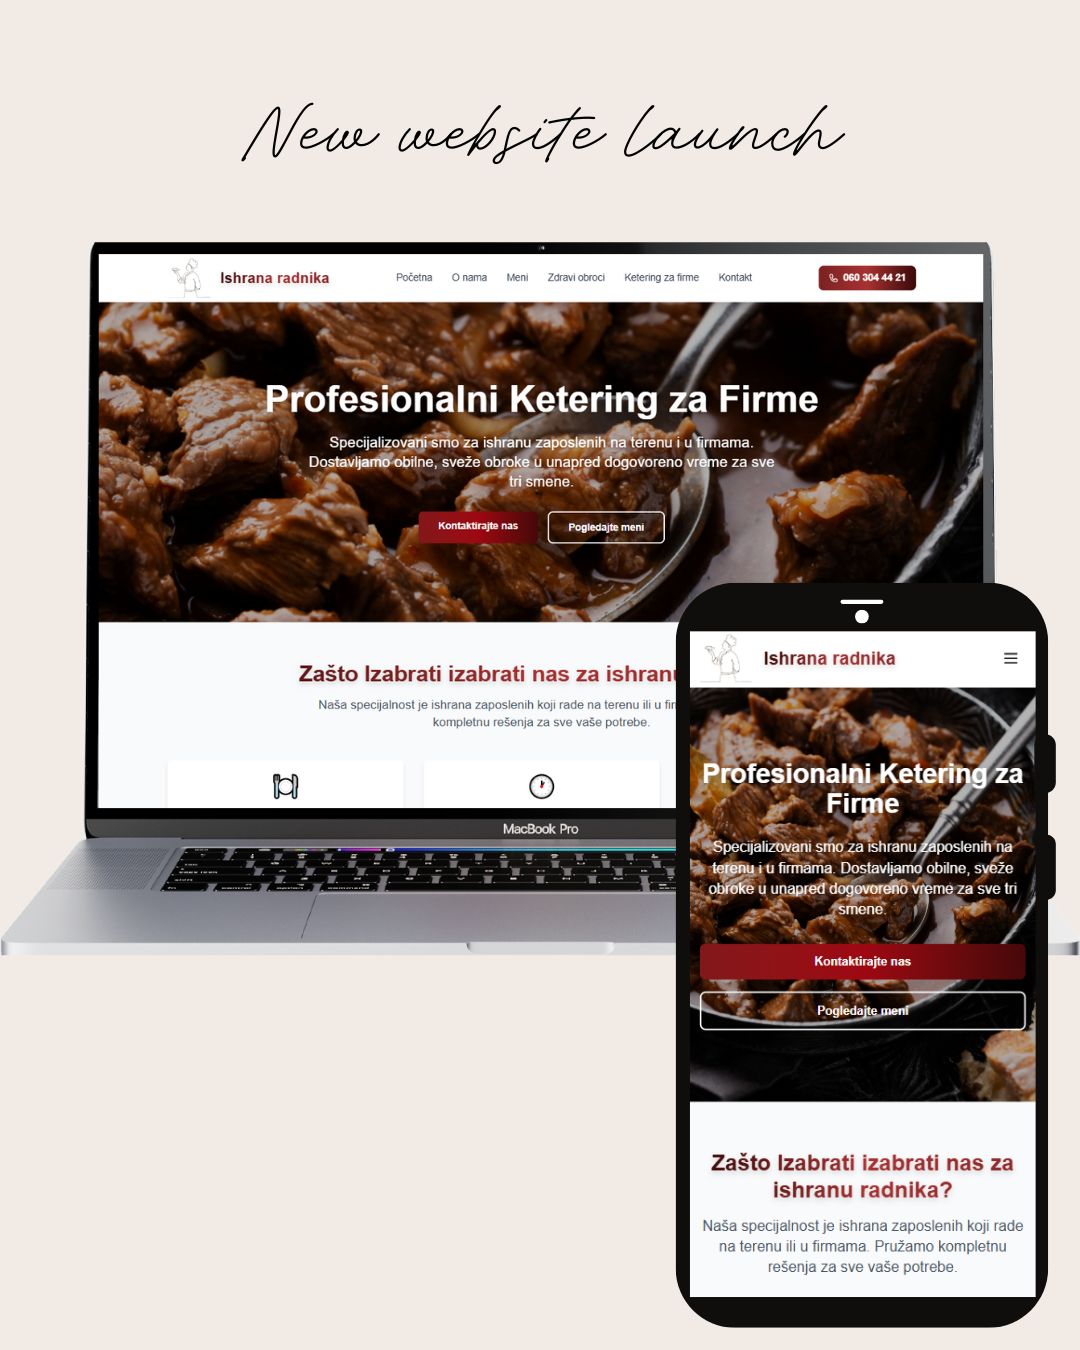 New website launch
Ishrana radnika
Početna O nama Meni Zdravi obroci Ketering za firme Kontakt
060 304 44 21
Profesionalni Ketering za Firme
Specijalizovani smo za ishranu zaposlenih na terenu i u firmama.
Dostavljamo obilne, sveže obroke u unapred dogovoreno vreme za sve
tri smene.
Kontaktirajte nas
Pogledajte meni
Zašto Izabrati izabrati nas za ishranu
Naša specijalnost je ishrana zaposlenih koji rade na terenu ili u
kompletnu rešenja za sve vaše potrebe.
MacBook Pro
Ishrana radnika
Profesionalni Ketering za
Firme
Specijalizovani smo za ishranu zaposlenih na
terenu i u firmama. Dostavljamo obilne, sveže
obroke u unapred dogovoreno vreme za sve tri
smene.
Kontaktirajte nas
Pogledajte meni
Zašto Izabrati izabrati nas za
ishranu radnika?
Naša specijalnost je ishrana zaposlenih koji rade
na terenu ili u firmama. Pružamo kompletnu
rešenja za sve vaše potrebe.